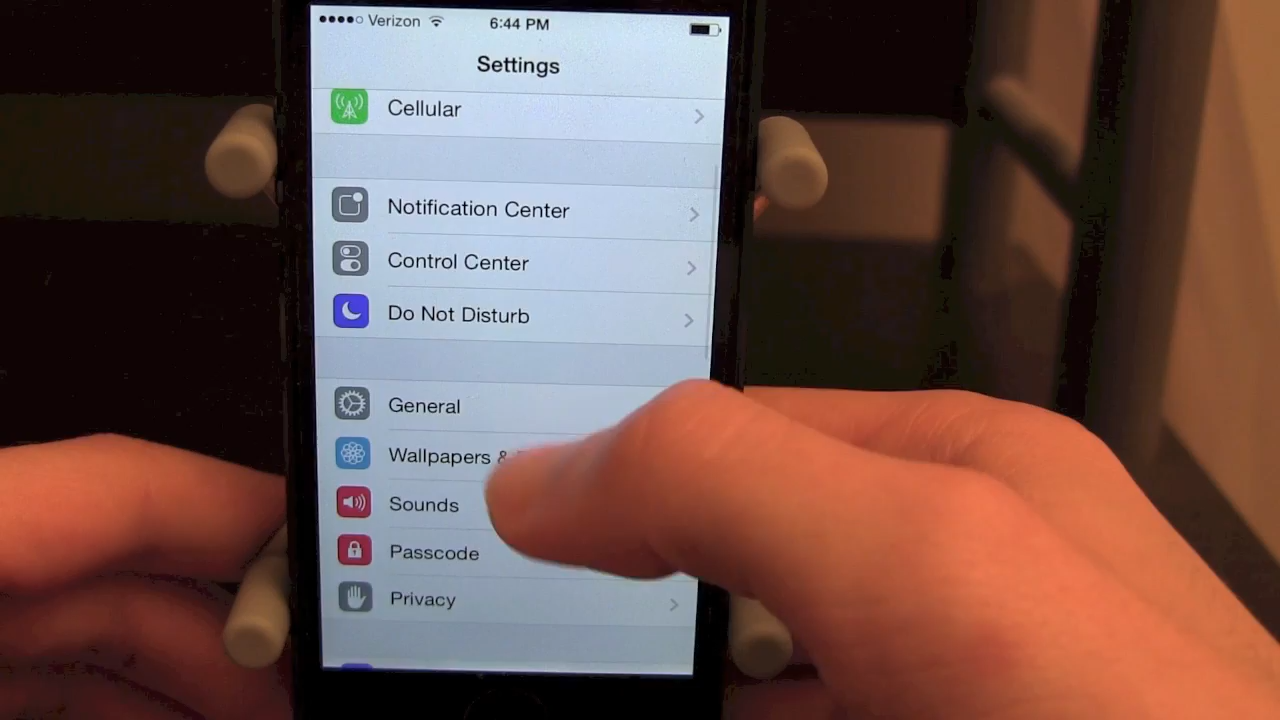 Verizon 6:44 PM
Settings
Cellular
Notification Center
Control Center
Do Not Disturb
General
Wallpapers &
Sounds
Passcode
Privacy